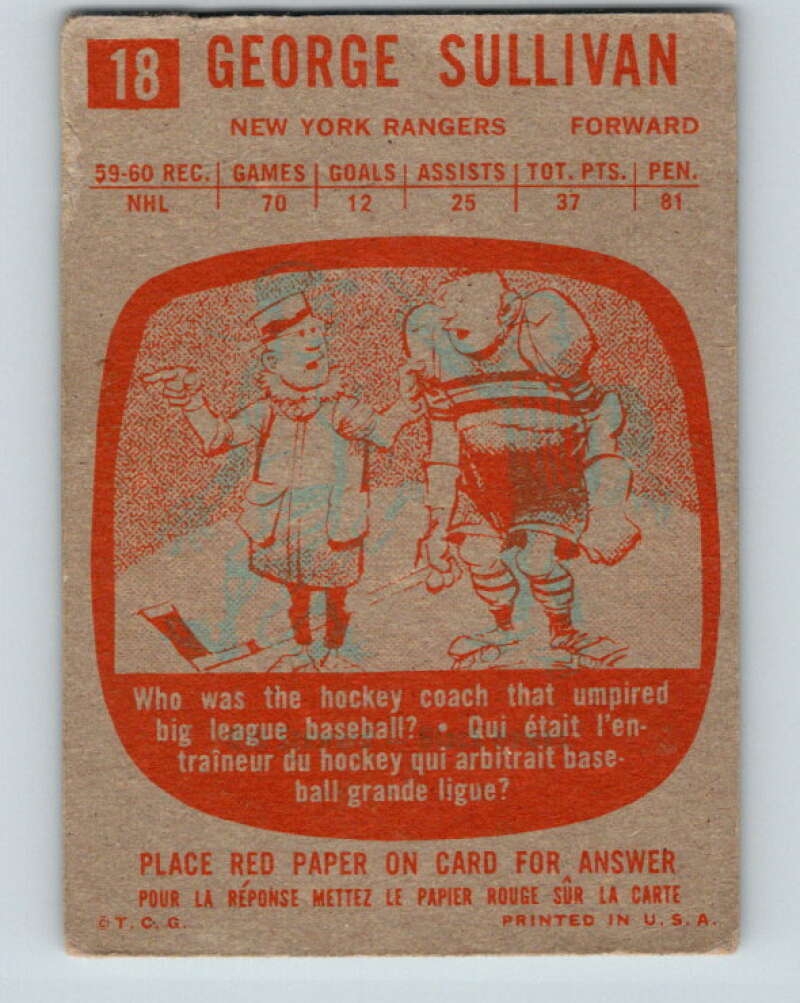 18 GEORGE SULLIVAN
NEW YORK RANGERS FORWARD
59-60 REC. GAMES GOALS ASSISTS TOT. PTS. PEN.
NHL 70 12 25 37 81
Who was the hockey coach that umpired
big league baseball? • Qui était l'en-
traîneur du hockey qui arbitrait base-
ball grande ligue?
PLACE RED PAPER ON CARD FOR ANSWER
POUR LA RÉPONSE METTEZ LE PAPIER ROUGE SÛR LA CARTE
© T. C. G. PRINTED IN U. S. A.